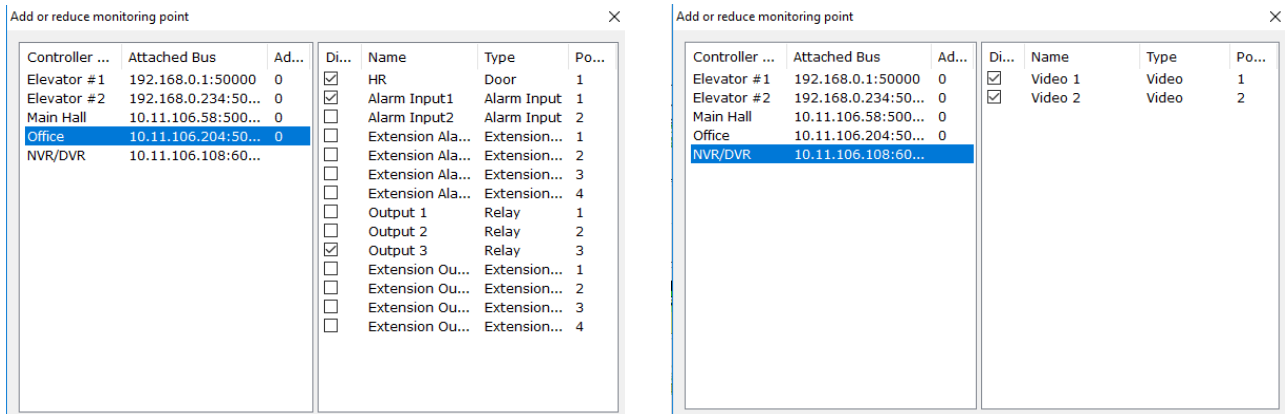 Add or reduce monitoring point
Controller ... Attached Bus Ad...
Elevator #1 192.168.0.1:50000 0
Elevator #2 192.168.0.234:50... 0
Main Hall 10.11.106.58:500... 0
Office 10.11.106.204:50... 0
NVR/DVR 10.11.106.108:60...
Di... Name Type Po...
HR Door 1
Alarm Input1 Alarm Input 1
Alarm Input2 Alarm Input 2
Extension Ala... Extension... 1
Extension Ala... Extension... 2
Extension Ala... Extension... 3
Extension Ala... Extension... 4
Output 1 Relay 1
Output 2 Relay 2
Output 3 Relay 3
Extension Ou... Extension... 1
Extension Ou... Extension... 2
Extension Ou... Extension... 3
Extension Ou... Extension... 4
Add or reduce monitoring point
Controller ... Attached Bus Ad...
Elevator #1 192.168.0.1:50000 0
Elevator #2 192.168.0.234:50... 0
Main Hall 10.11.106.58:500... 0
Office 10.11.106.204:50... 0
NVR/DVR 10.11.106.108:60...
Di... Name Type Po...
Video 1 Video 1
Video 2 Video 2